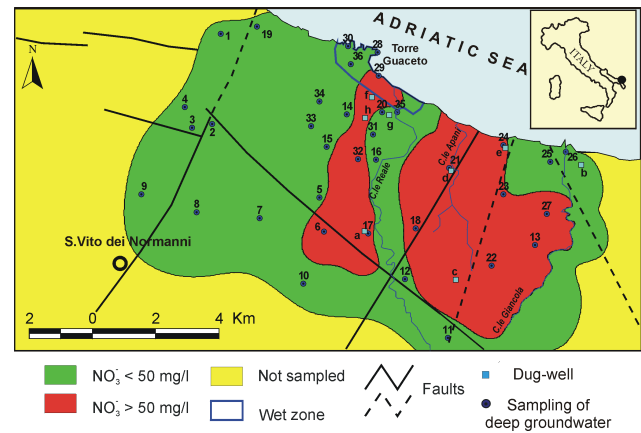 ADRIATIC SEA
ITALY
N
Torre
Guaceto
1
19
30
28
36
29
34
14
f
h
20
35
g
4
3
2
33
31
15
32
16
C.le Reale
C.le Apani
21
d
24
e
25
26
b
9
8
7
5
6
a
17
18
23
27
13
22
c
S.Vito dei Normanni
10
12
11
C.le Giancola
2 0 2 4 Km
NO₃⁻ < 50 mg/l
NO₃⁻ > 50 mg/l
Not sampled
Wet zone
Faults
Dug-well
Sampling of
deep groundwater